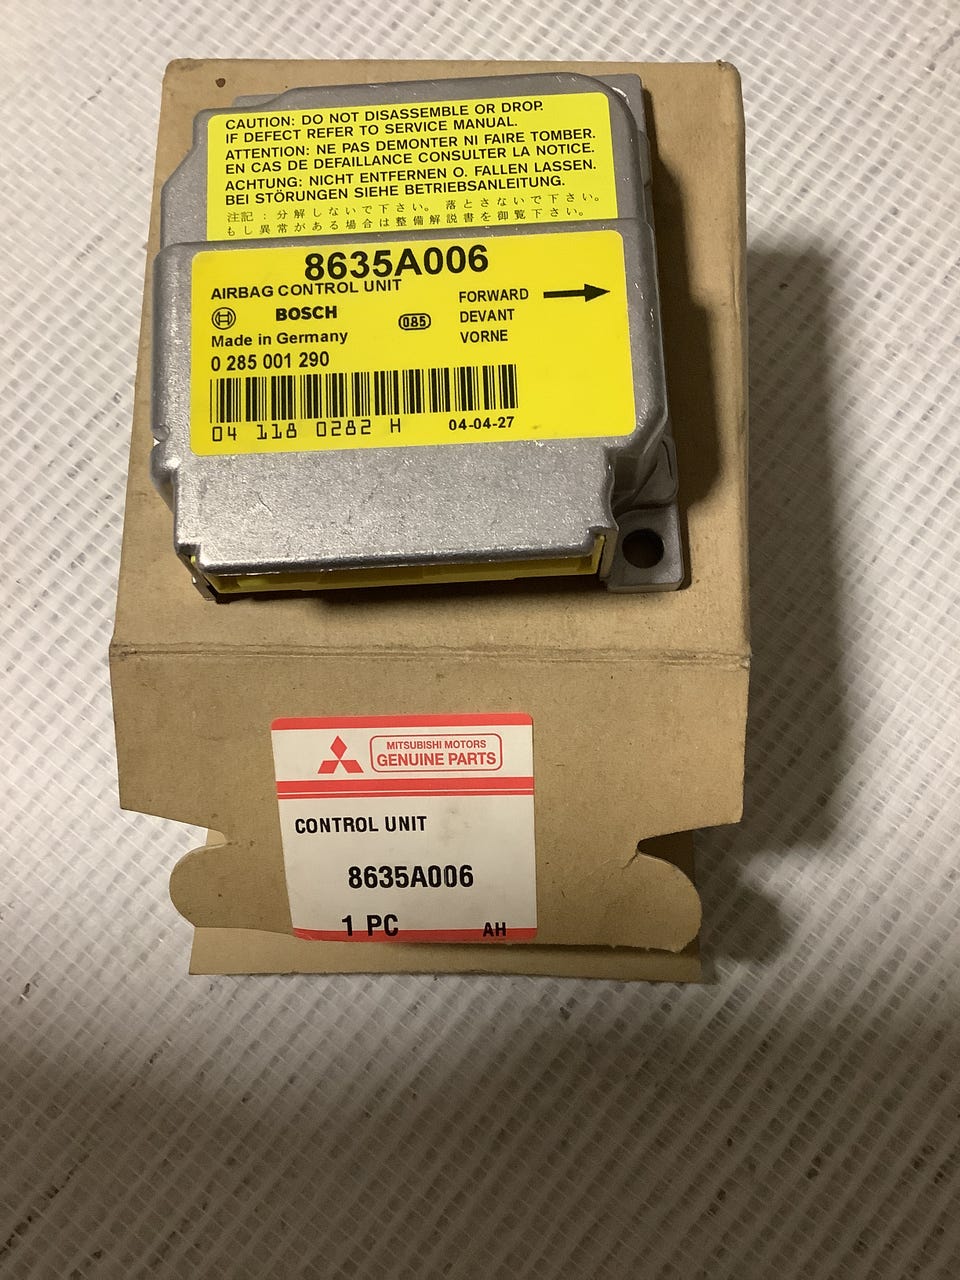 CAUTION: DO NOT DISASSEMBLE OR DROP.
IF DEFECT REFER TO SERVICE MANUAL.
ATTENTION: NE PAS DEMONTER NI FAIRE TOMBER.
EN CAS DE DEFAILLANCE CONSULTER LA NOTICE.
ACHTUNG: NICHT ENTFERNEN O. FALLEN LASSEN.
BEI STÖRUNGEN SIEHE BETRIEBSANLEITUNG.
注記：分解しないで下さい。落とさないで下さい。
もし異常がある場合は整備解説書を御覧下さい。
8635A006
AIRBAG CONTROL UNIT
BOSCH
Made in Germany
085
FORWARD
DEVANT
VORNE
0 285 001 290
04 118 0282 H
04-04-27
MITSUBISHI MOTORS
GENUINE PARTS
CONTROL UNIT
8635A006
1 PC AH